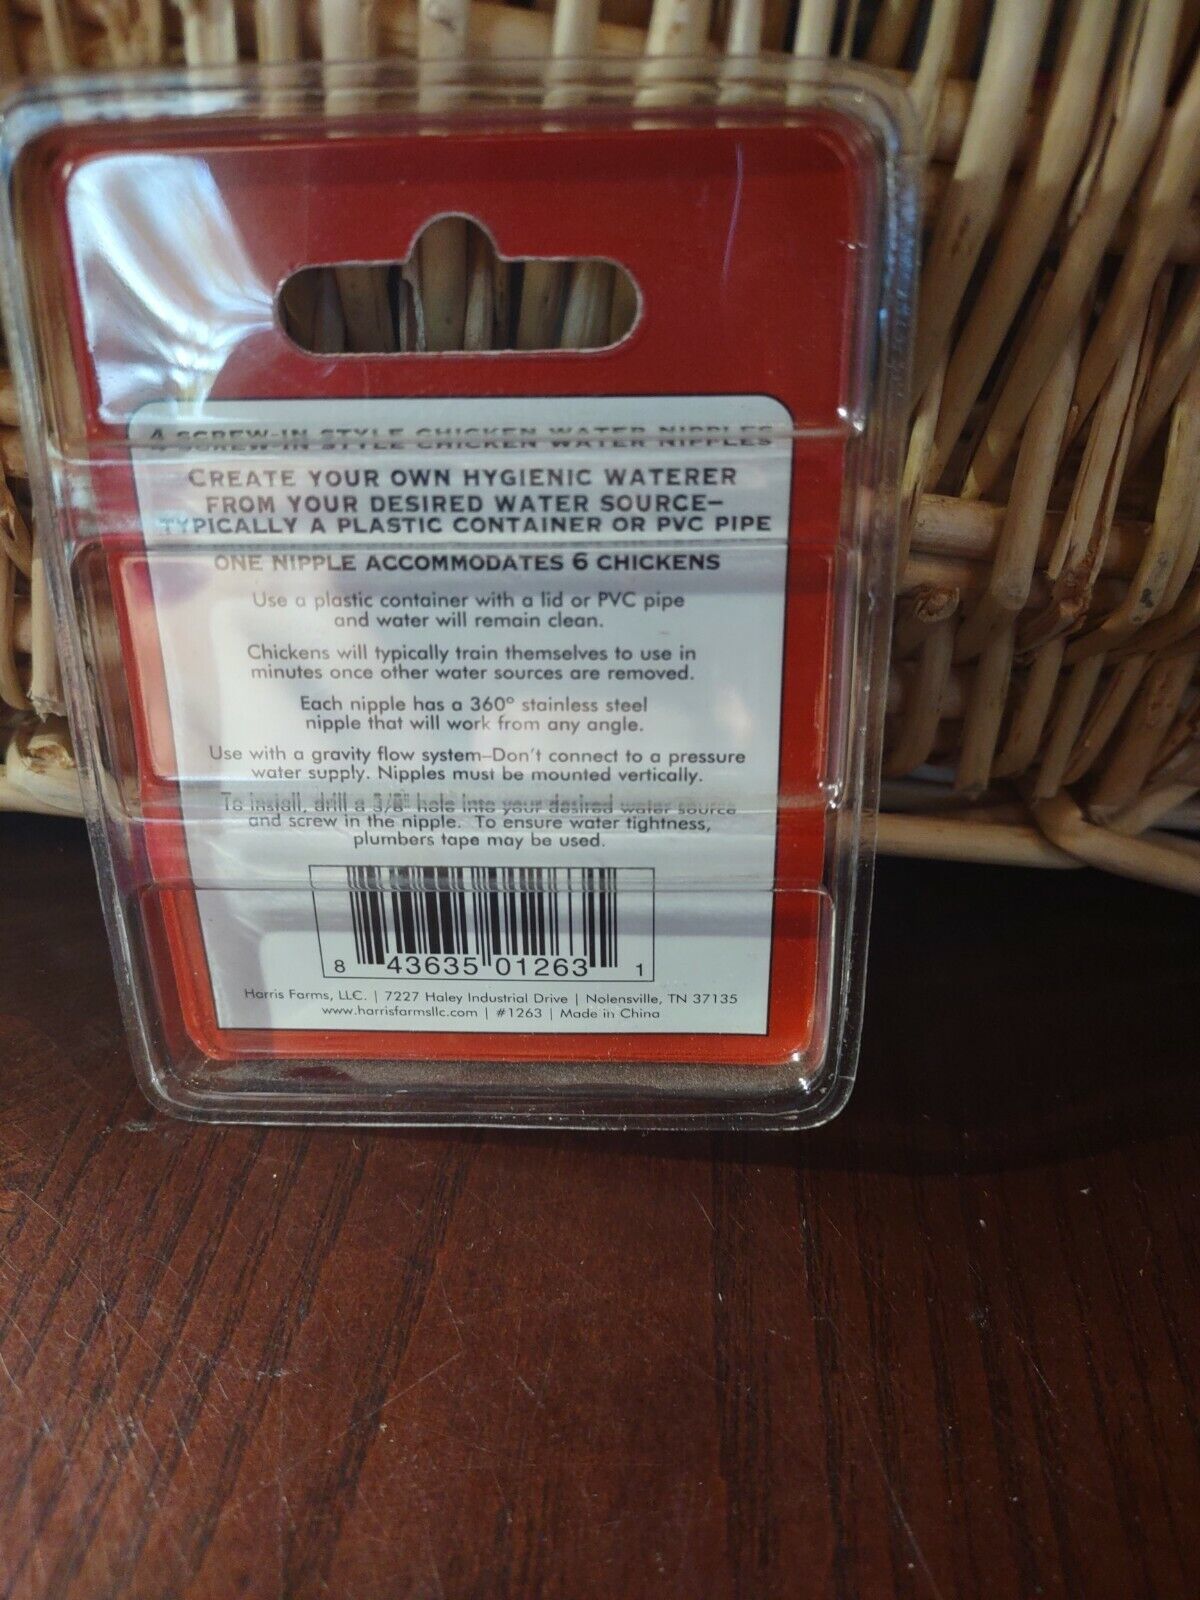 4 SCREW-IN STYLE CHICKEN WATER NIPPLES
CREATE YOUR OWN HYGIENIC WATERER
FROM YOUR DESIRED WATER SOURCE—
TYPICALLY A PLASTIC CONTAINER OR PVC PIPE
ONE NIPPLE ACCOMMODATES 6 CHICKENS
Use a plastic container with a lid or PVC pipe
and water will remain clean.
Chickens will typically train themselves to use in
minutes once other water sources are removed.
Each nipple has a 360° stainless steel
nipple that will work from any angle.
Use with a gravity flow system–Don't connect to a pressure
water supply. Nipples must be mounted vertically.
To install, drill a 3/8" hole into your desired water source
and screw in the nipple. To ensure water tightness,
plumbers tape may be used.
8 43635 01263 1
Harris Farms, LLC. | 7227 Haley Industrial Drive | Nolensville, TN 37135
www.harrisfarmsllc.com | #1263 | Made in China